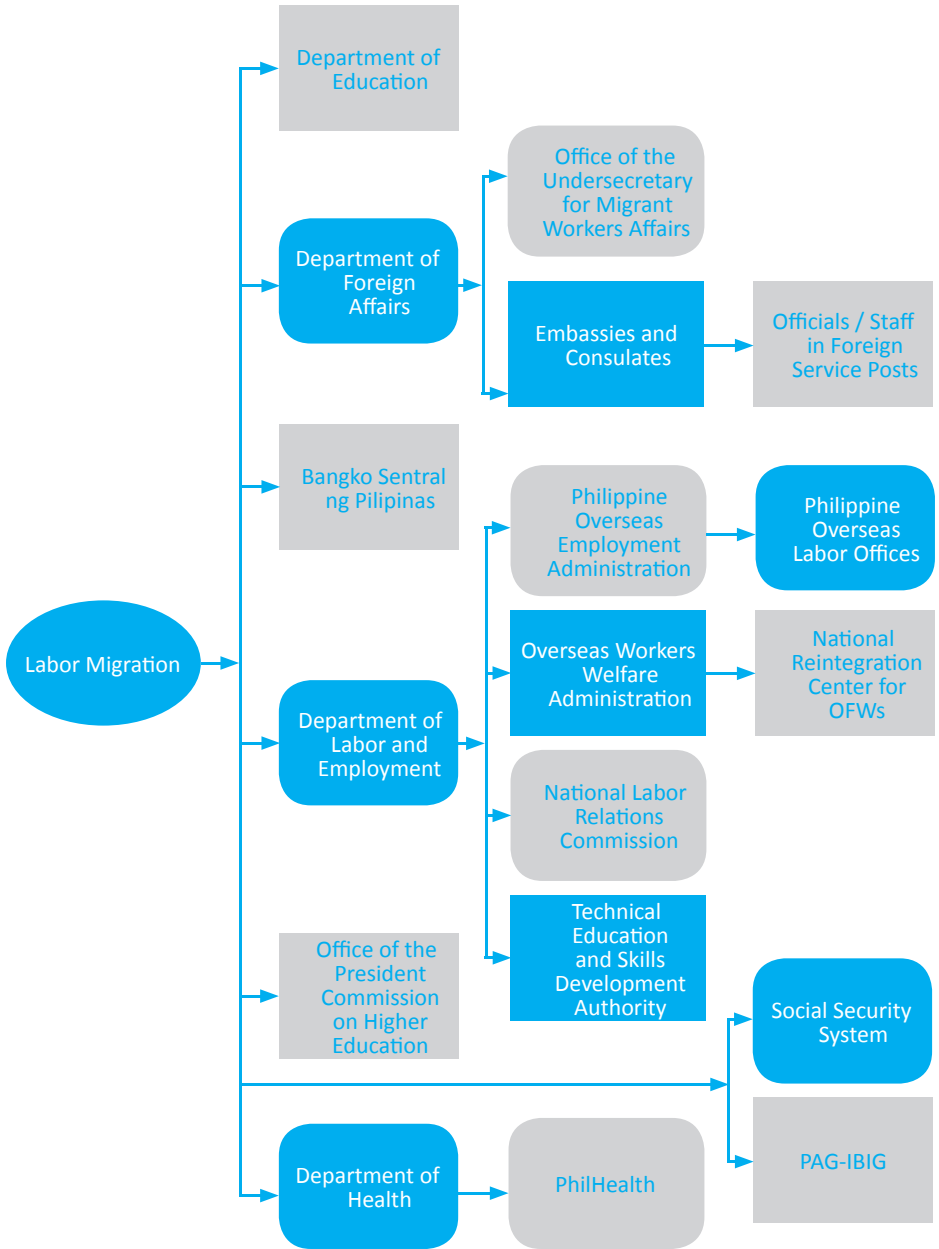 Department of
Education
Office of the
Undersecretary
for Migrant
Workers Affairs
Department of
Foreign
Affairs
Embassies and
Consulates
Officials / Staff
in Foreign
Service Posts
Bangko Sentral
ng Pilipinas
Philippine
Overseas
Employment
Administration
Philippine
Overseas
Labor Offices
Labor Migration
Overseas Workers
Welfare
Administration
National
Reintegration
Center for
OFWs
Department of
Labor and
Employment
National Labor
Relations
Commission
Technical
Education
and Skills
Development
Authority
Office of the
President
Commission
on Higher
Education
Social Security
System
PAG-IBIG
Department of
Health
PhilHealth